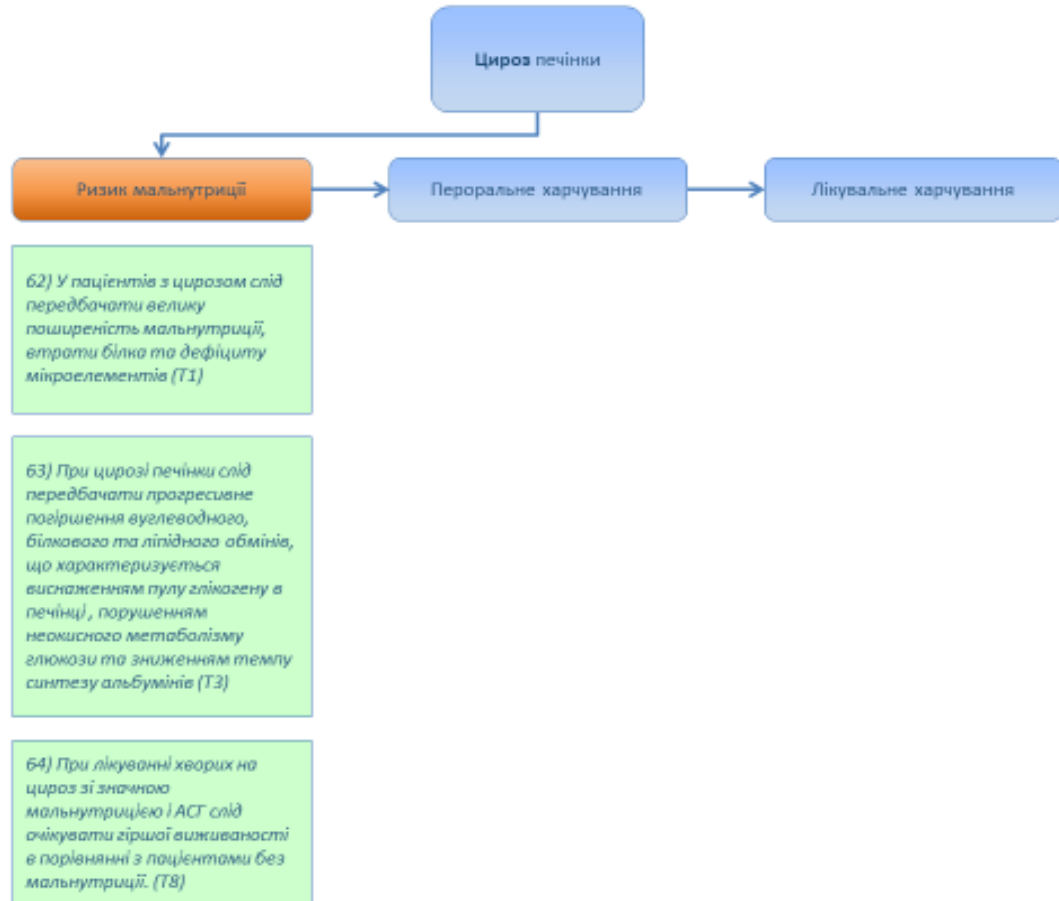 Цироз печінки
Ризик мальнутриції
Пероральне харчування
Лікувальне харчування
62) У пацієнтів з цирозом слід
передбачати велику
поширеність мальнутриції,
втрати білка та дефіциту
мікроелементів (Т1)
63) При цирозі печінки слід
передбачати прогресивне
погіршення вуглеводного,
білкового та ліпідного обмінів,
що характеризується
виснаженням пулу глікогену в
печінці , порушенням
неокисного метаболізму
глюкози та зниженням темпу
синтезу альбумінів (Т3)
64) При лікуванні хворих на
цироз зі значною
мальнутрицією і АСГ слід
очікувати гіршої виживаності
в порівнянні з пацієнтами без
мальнутриції. (Т8)